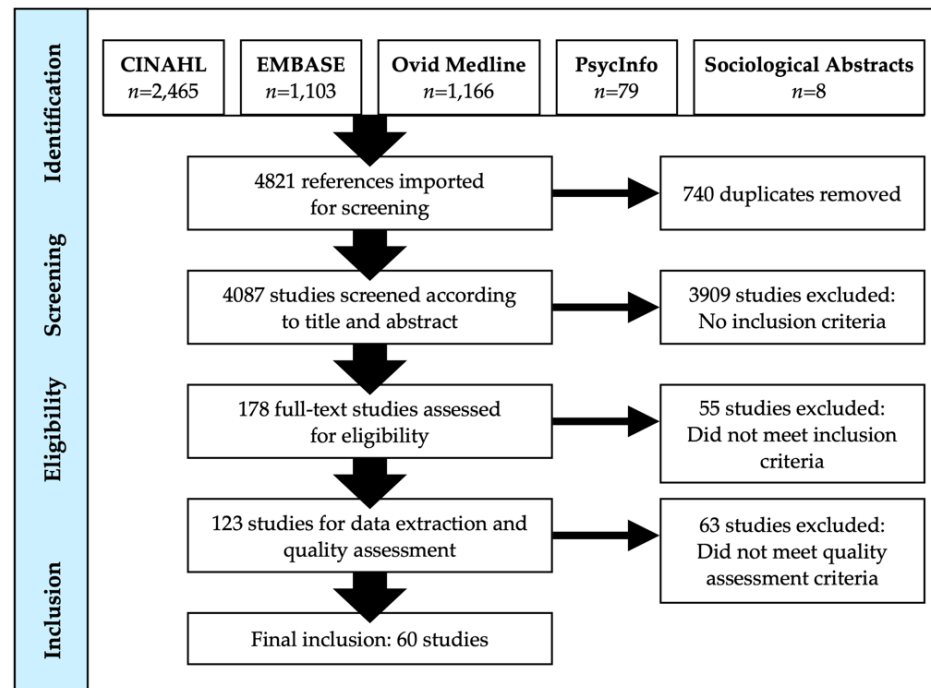 Identification
CINAHL
n=2,465
EMBASE
n=1,103
Ovid Medline
n=1,166
PsycInfo
n=79
Sociological Abstracts
n=8
4821 references imported
for screening
740 duplicates removed
Screening
4087 studies screened according
to title and abstract
3909 studies excluded:
No inclusion criteria
Eligibility
178 full-text studies assessed
for eligibility
55 studies excluded:
Did not meet inclusion
criteria
123 studies for data extraction and
quality assessment
63 studies excluded:
Did not meet quality
assessment criteria
Inclusion
Final inclusion: 60 studies